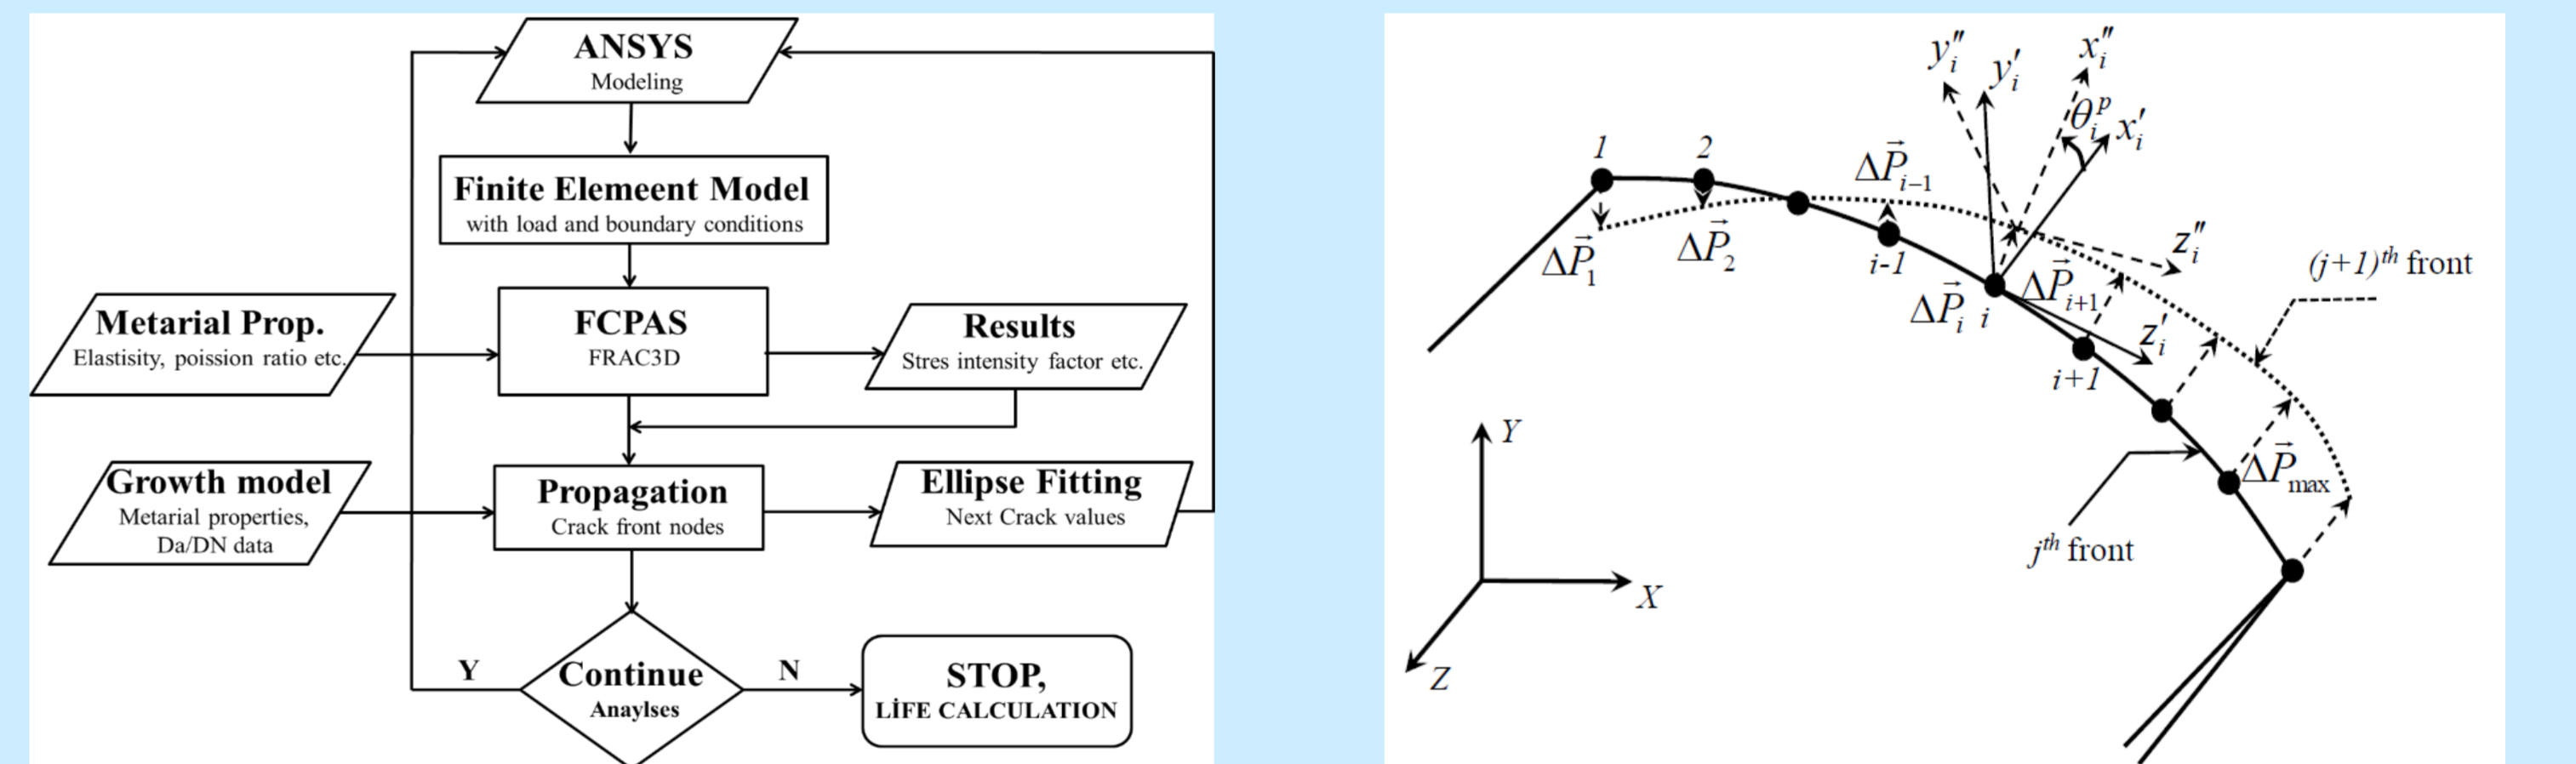 ANSYS
Modeling
Finite Elemeent Model
with load and boundary conditions
Metarial Prop.
Elastisity, poission ratio etc.
FCPAS
FRAC3D
Results
Stres intensity factor etc.
Growth model
Metarial properties,
Da/DN data
Propagation
Crack front nodes
Ellipse Fitting
Next Crack values
Y
Continue
Anaylses
N
STOP,
LİFE CALCULATION
y″i
y′i
x″i
θᵖi
x′i
1
2
ΔP⃗i−1
ΔP⃗1
ΔP⃗2
i-1
z″i
(j+1)th front
ΔP⃗i
i
ΔP⃗i+1
z′i
i+1
Y
X
Z
ΔP⃗max
jth front